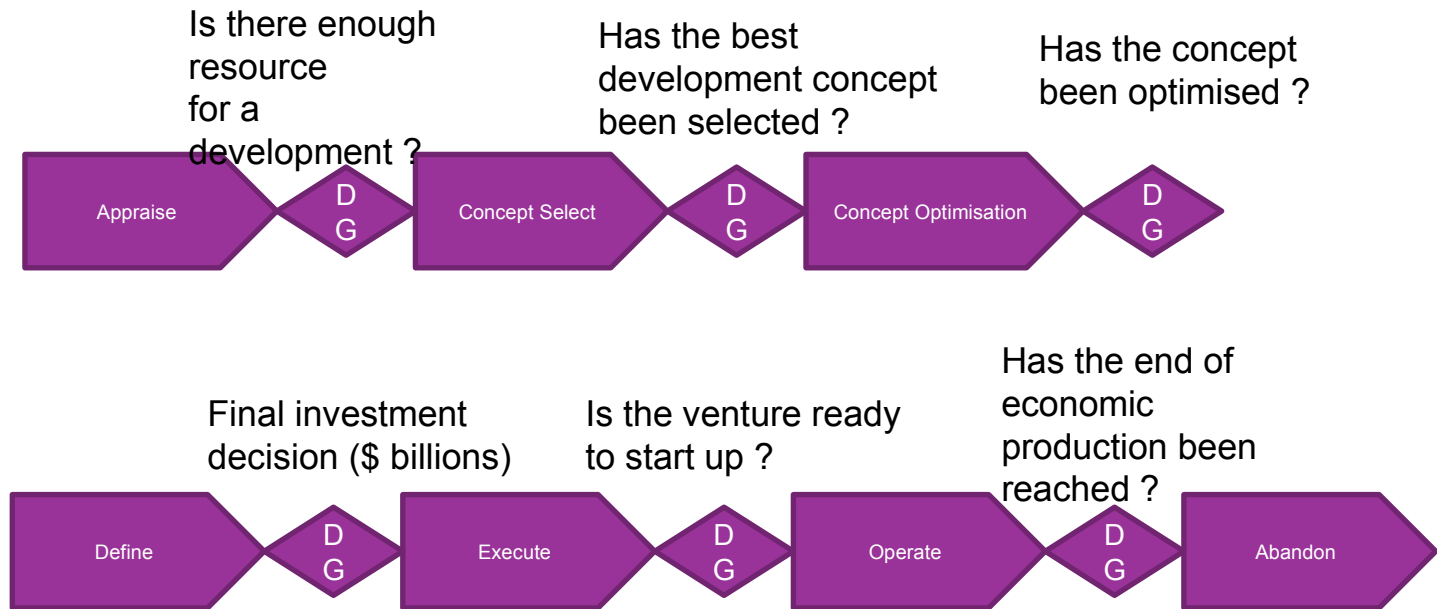 Is there enough
resource
for a
development ?
Has the best
development concept
been selected ?
Has the concept
been optimised ?
Appraise
D
G
Concept Select
D
G
Concept Optimisation
D
G
Final investment
decision ($ billions)
Is the venture ready
to start up ?
Has the end of
economic
production been
reached ?
Define
D
G
Execute
D
G
Operate
D
G
Abandon